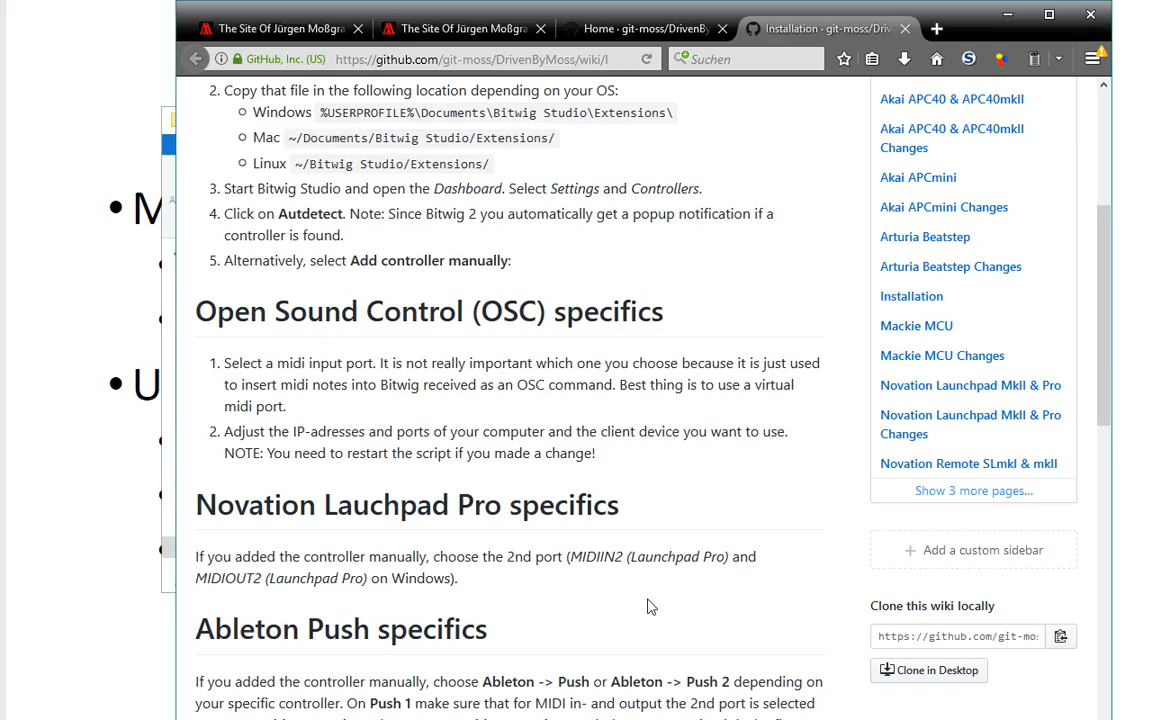 The Site Of Jürgen Moßgra
The Site Of Jürgen Moßgra
Home · git-moss/DrivenBy
Installation · git-moss/Driv
GitHub, Inc. (US)
https://github.com/git-moss/DrivenByMoss/wiki/I
Suchen
2. Copy that file in the following location depending on your OS:
Windows %USERPROFILE%\Documents\Bitwig Studio\Extensions\
Mac ~/Documents/Bitwig Studio/Extensions/
Linux ~/Bitwig Studio/Extensions/
3. Start Bitwig Studio and open the Dashboard. Select Settings and Controllers.
4. Click on Autdetect. Note: Since Bitwig 2 you automatically get a popup notification if a
controller is found.
5. Alternatively, select Add controller manually:
Open Sound Control (OSC) specifics
1. Select a midi input port. It is not really important which one you choose because it is just used
to insert midi notes into Bitwig received as an OSC command. Best thing is to use a virtual
midi port.
2. Adjust the IP-adresses and ports of your computer and the client device you want to use.
NOTE: You need to restart the script if you made a change!
Novation Lauchpad Pro specifics
If you added the controller manually, choose the 2nd port (MIDIIN2 (Launchpad Pro) and
MIDIOUT2 (Launchpad Pro) on Windows).
Ableton Push specifics
If you added the controller manually, choose Ableton -> Push or Ableton -> Push 2 depending on
your specific controller. On Push 1 make sure that for MIDI in- and output the 2nd port is selected
Akai APC40 & APC40mkII
Akai APC40 & APC40mkII
Changes
Akai APCmini
Akai APCmini Changes
Arturia Beatstep
Arturia Beatstep Changes
Installation
Mackie MCU
Mackie MCU Changes
Novation Launchpad MkII & Pro
Novation Launchpad MkII & Pro
Changes
Novation Remote SLmkI & mkII
Show 3 more pages…
Add a custom sidebar
Clone this wiki locally
https://github.com/git-mo:
Clone in Desktop
M
U